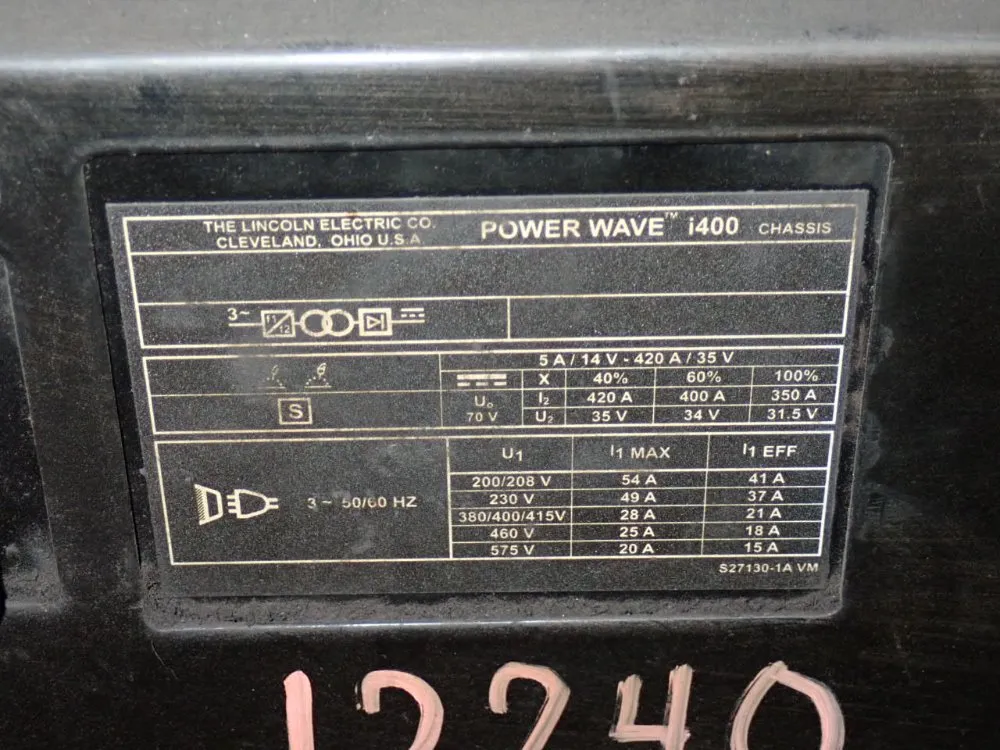 THE LINCOLN ELECTRIC CO. POWER WAVE™ i400 CHASSIS
CLEVELAND, OHIO U.S.A.
3~ f1/f2
5 A / 14 V - 420 A / 35 V
X 40% 60% 100%
U₀ I₂ 420 A 400 A 350 A
70 V U₂ 35 V 34 V 31.5 V
S
U1 I1 MAX I1 EFF
200/208 V 54 A 41 A
230 V 49 A 37 A
3 ~ 50/60 HZ
380/400/415V 28 A 21 A
460 V 25 A 18 A
575 V 20 A 15 A
S27130-1A VM
12240